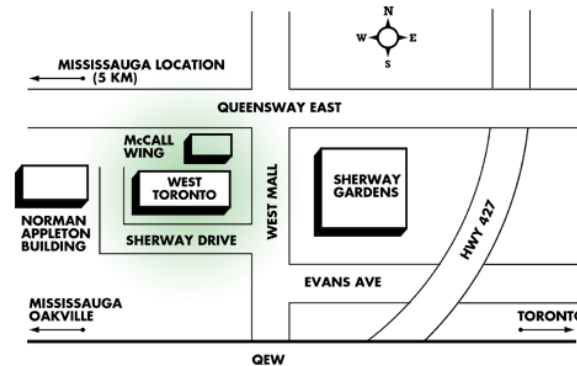 N
W E
S
MISSISSAUGA LOCATION
(5 KM)
QUEENSWAY EAST
McCALL
WING
WEST
TORONTO
WEST MALL
SHERWAY
GARDENS
HWY 427
NORMAN
APPLETON
BUILDING
SHERWAY DRIVE
EVANS AVE
MISSISSAUGA
OAKVILLE
TORONTO
QEW